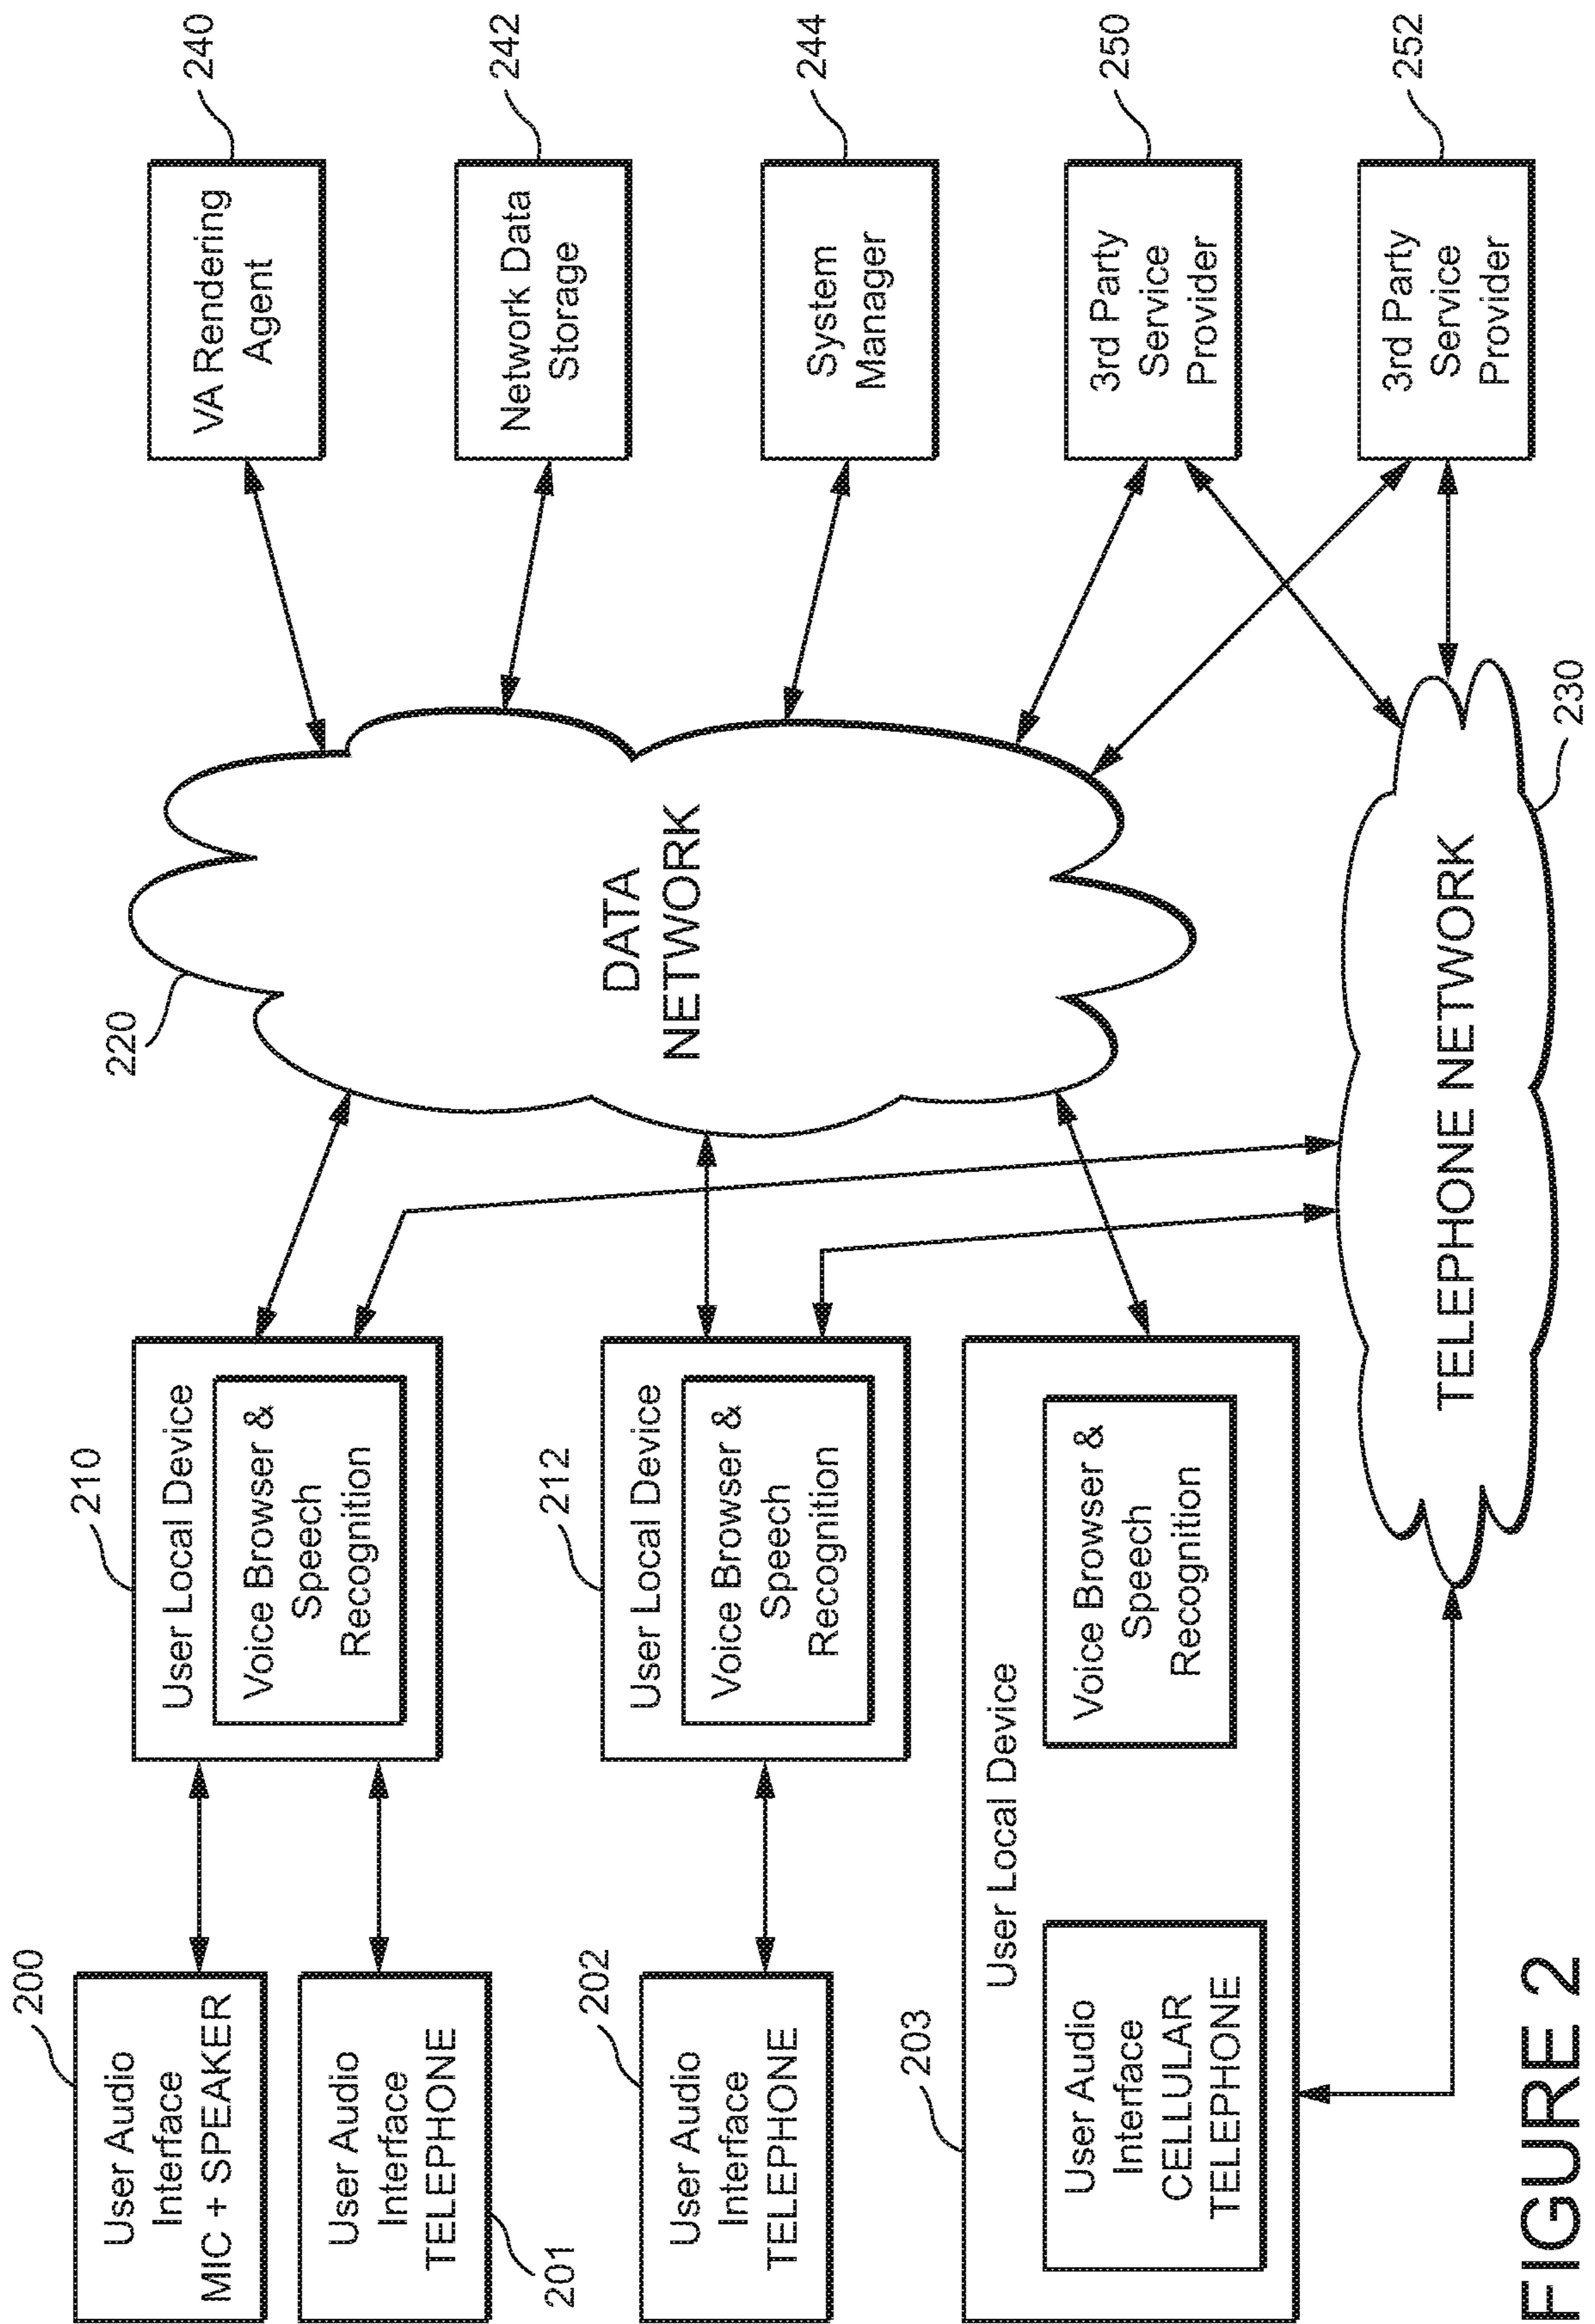 200
User Audio
Interface
MIC + SPEAKER
User Audio
Interface
TELEPHONE
201
202
User Audio
Interface
TELEPHONE
203
User Local Device
User Audio
Interface
CELLULAR
TELEPHONE
Voice Browser &
Speech
Recognition
210
User Local Device
Voice Browser &
Speech
Recognition
212
User Local Device
Voice Browser &
Speech
Recognition
220
DATA
NETWORK
TELEPHONE NETWORK
230
VA Rendering
Agent
240
Network Data
Storage
242
System
Manager
244
3rd Party
Service
Provider
250
3rd Party
Service
Provider
252
FIGURE 2